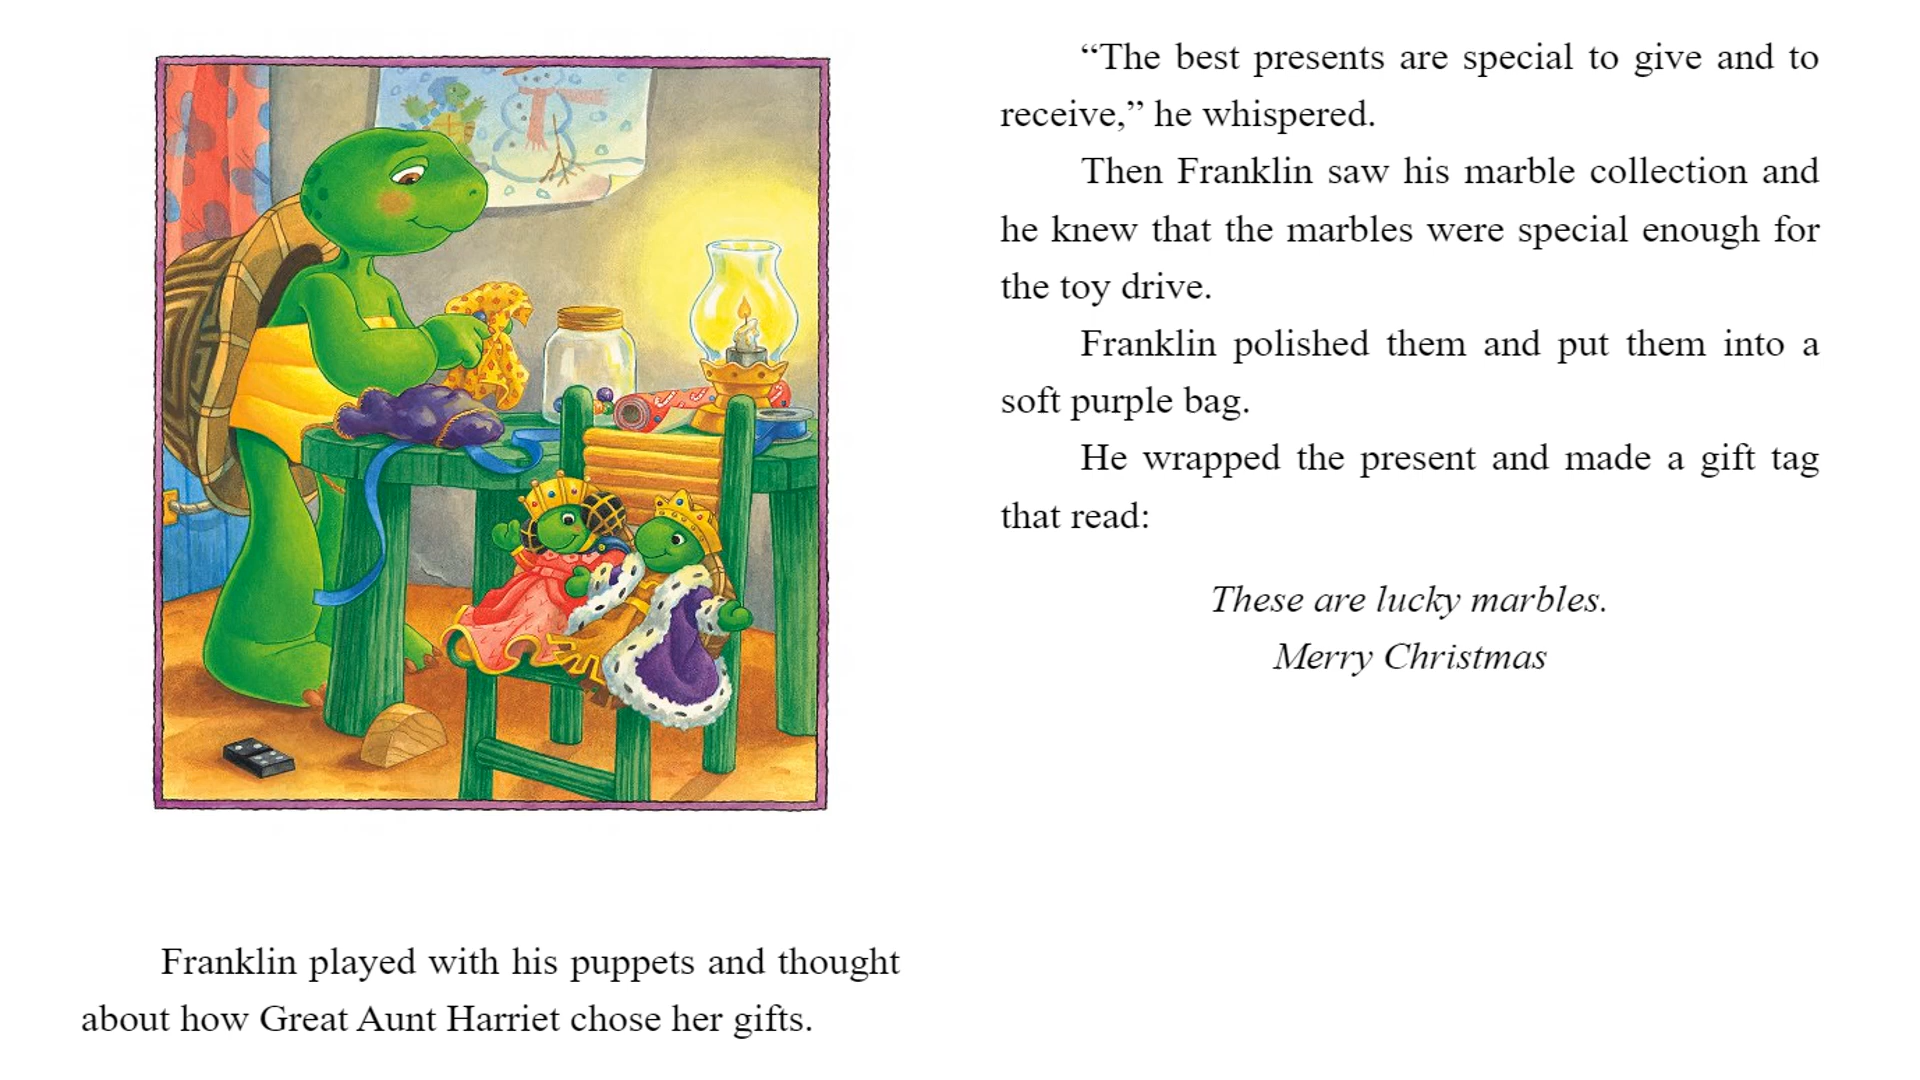 Franklin played with his puppets and thought
about how Great Aunt Harriet chose her gifts.
“The best presents are special to give and to
receive,” he whispered.
Then Franklin saw his marble collection and
he knew that the marbles were special enough for
the toy drive.
Franklin polished them and put them into a
soft purple bag.
He wrapped the present and made a gift tag
that read:
These are lucky marbles.
Merry Christmas